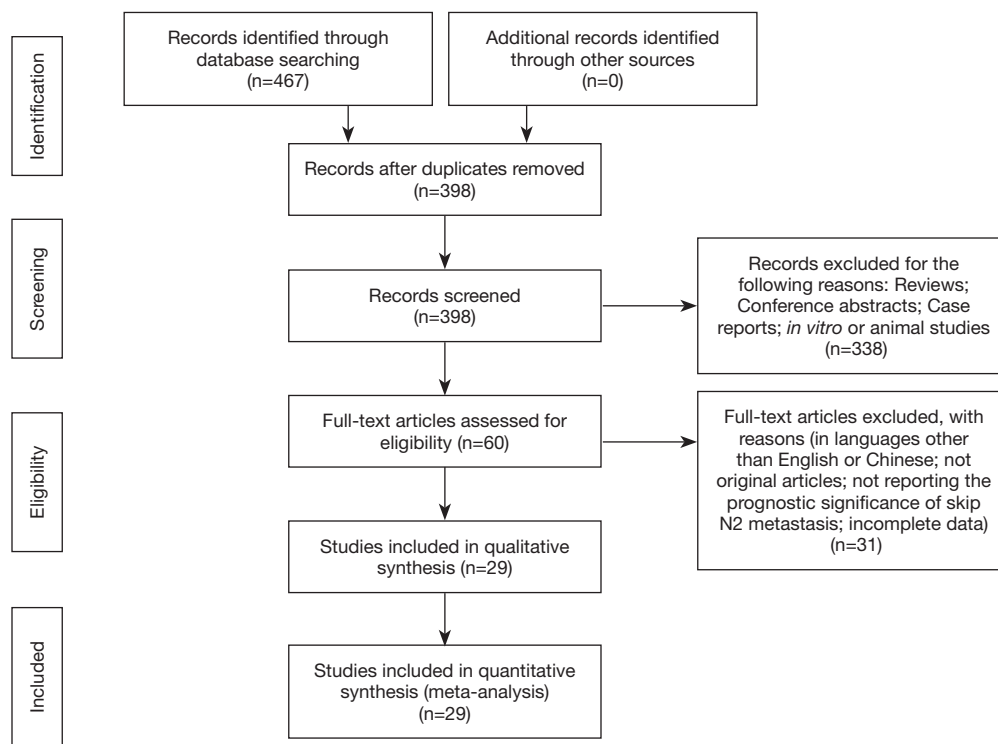 Identification
Records identified through
database searching
(n=467)
Additional records identified
through other sources
(n=0)
Records after duplicates removed
(n=398)
Screening
Records screened
(n=398)
Records excluded for the
following reasons: Reviews;
Conference abstracts; Case
reports; in vitro or animal studies
(n=338)
Eligibility
Full-text articles assessed for
eligibility (n=60)
Full-text articles excluded, with
reasons (in languages other
than English or Chinese; not
original articles; not reporting the
prognostic significance of skip
N2 metastasis; incomplete data)
(n=31)
Studies included in qualitative
synthesis (n=29)
Included
Studies included in quantitative
synthesis (meta-analysis)
(n=29)